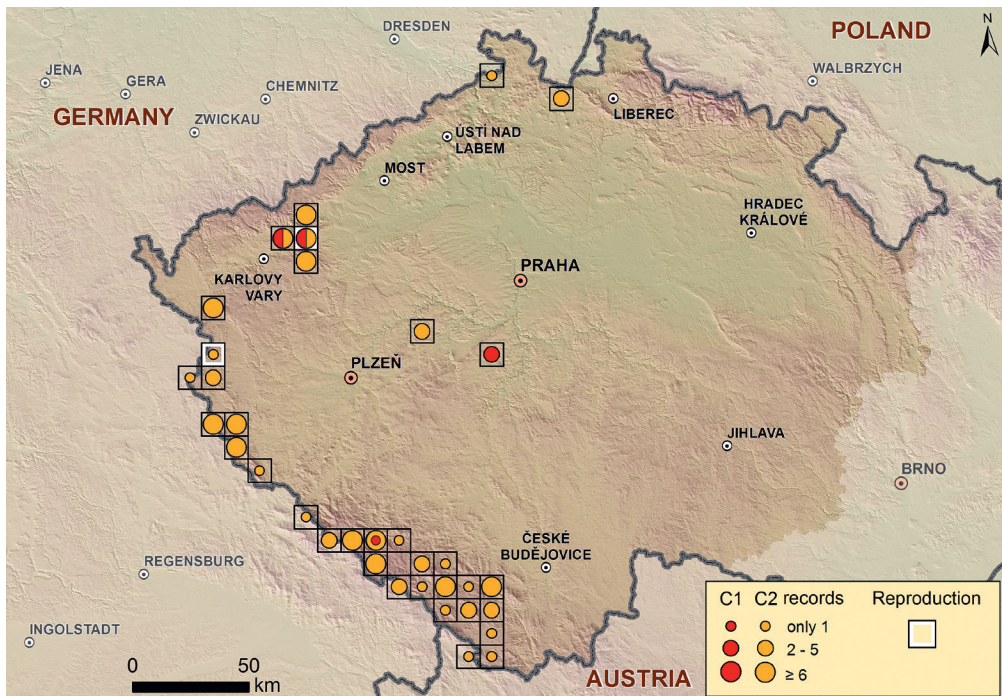 DRESDEN
POLAND
N
JENA
GERA
CHEMNITZ
WALBRZYCH
GERMANY
ZWICKAU
LIBEREC
ÚSTÍ NAD
LABEM
MOST
HRADEC
KRÁLOVÉ
KARLOVY
VARY
PRAHA
PLZEŇ
JIHLAVA
BRNO
ČESKÉ
BUDĚJOVICE
REGENSBURG
INGOLSTADT
0 50
km
AUSTRIA
C1 C2 records Reproduction
only 1
2 - 5
≥ 6